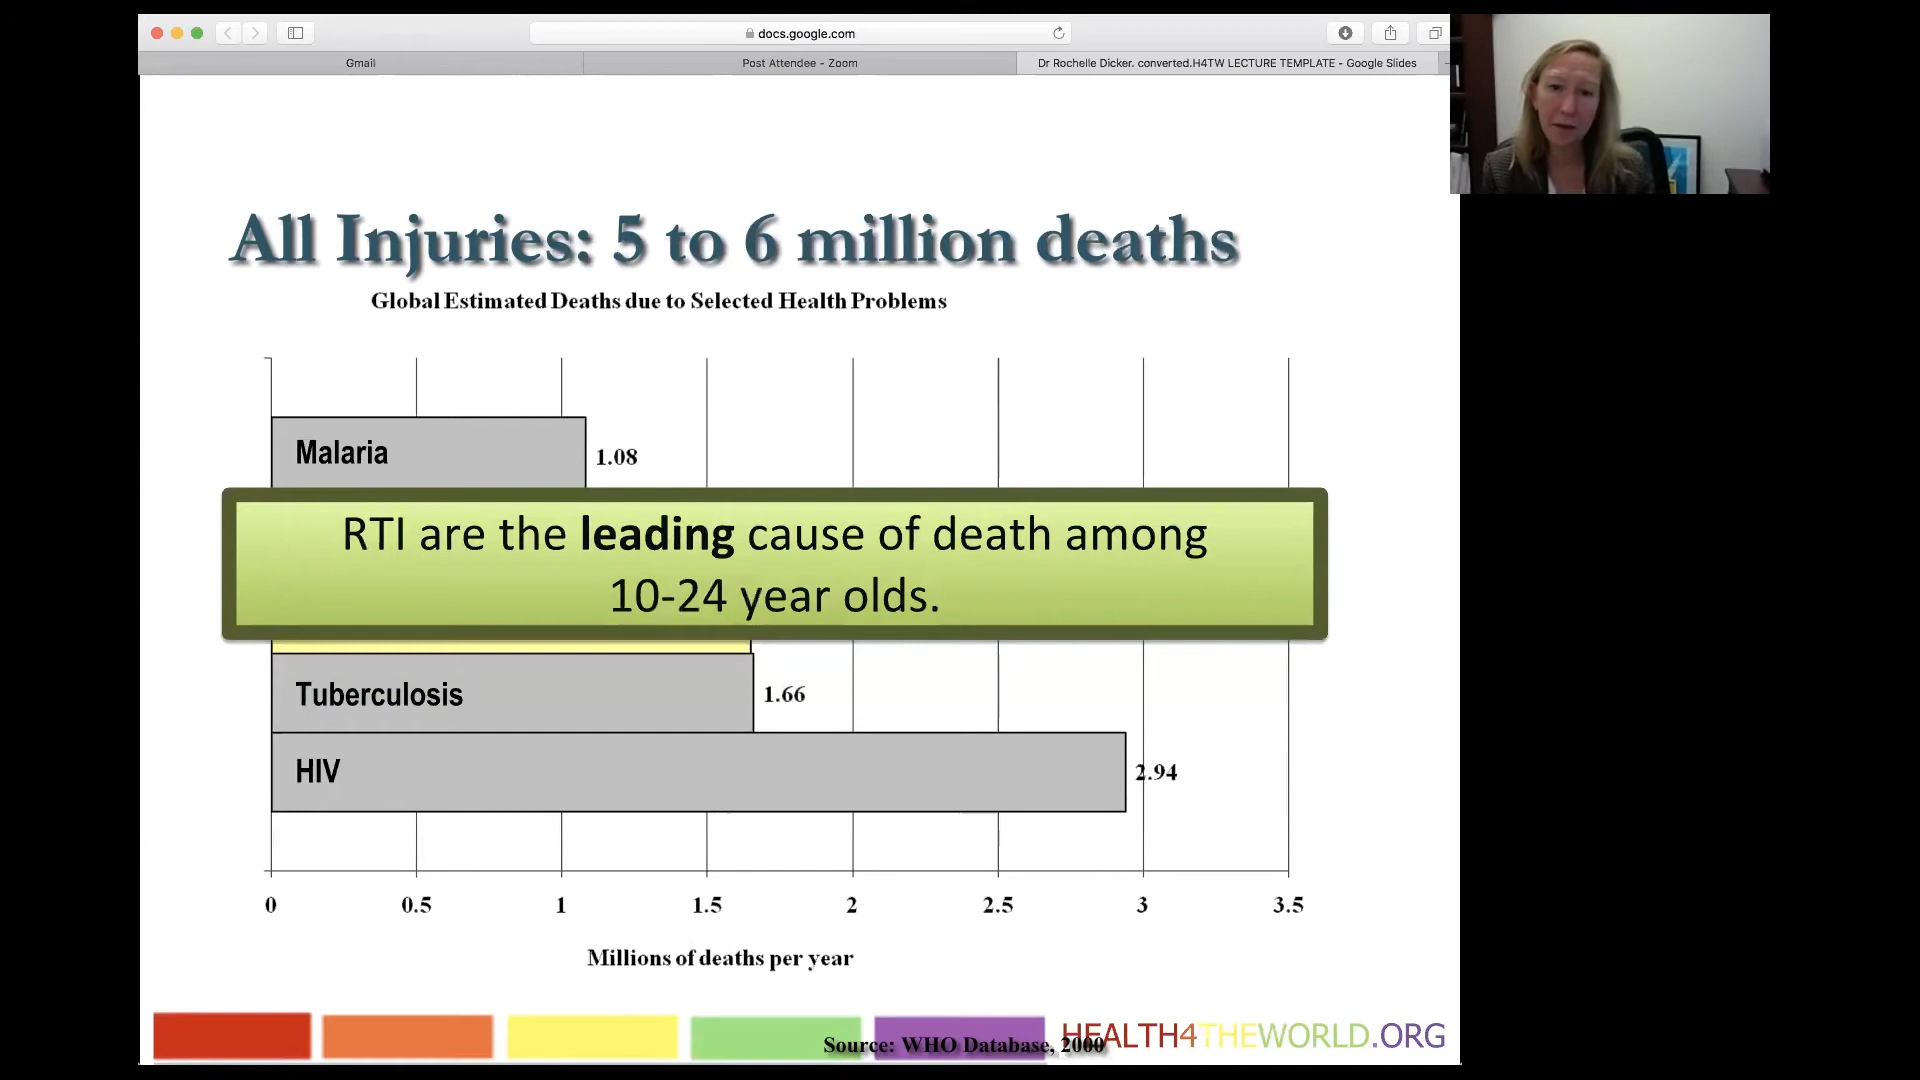 docs.google.com
Gmail
Post Attendee - Zoom
Dr Rochelle Dicker. converted.H4TW LECTURE TEMPLATE - Google Slides
All Injuries: 5 to 6 million deaths
Global Estimated Deaths due to Selected Health Problems
Malaria
1.08
RTI are the leading cause of death among
10-24 year olds.
Tuberculosis
1.66
HIV
2.94
0 0.5 1 1.5 2 2.5 3 3.5
Millions of deaths per year
Source: WHO Database, 2000
HEALTH4THEWORLD.ORG